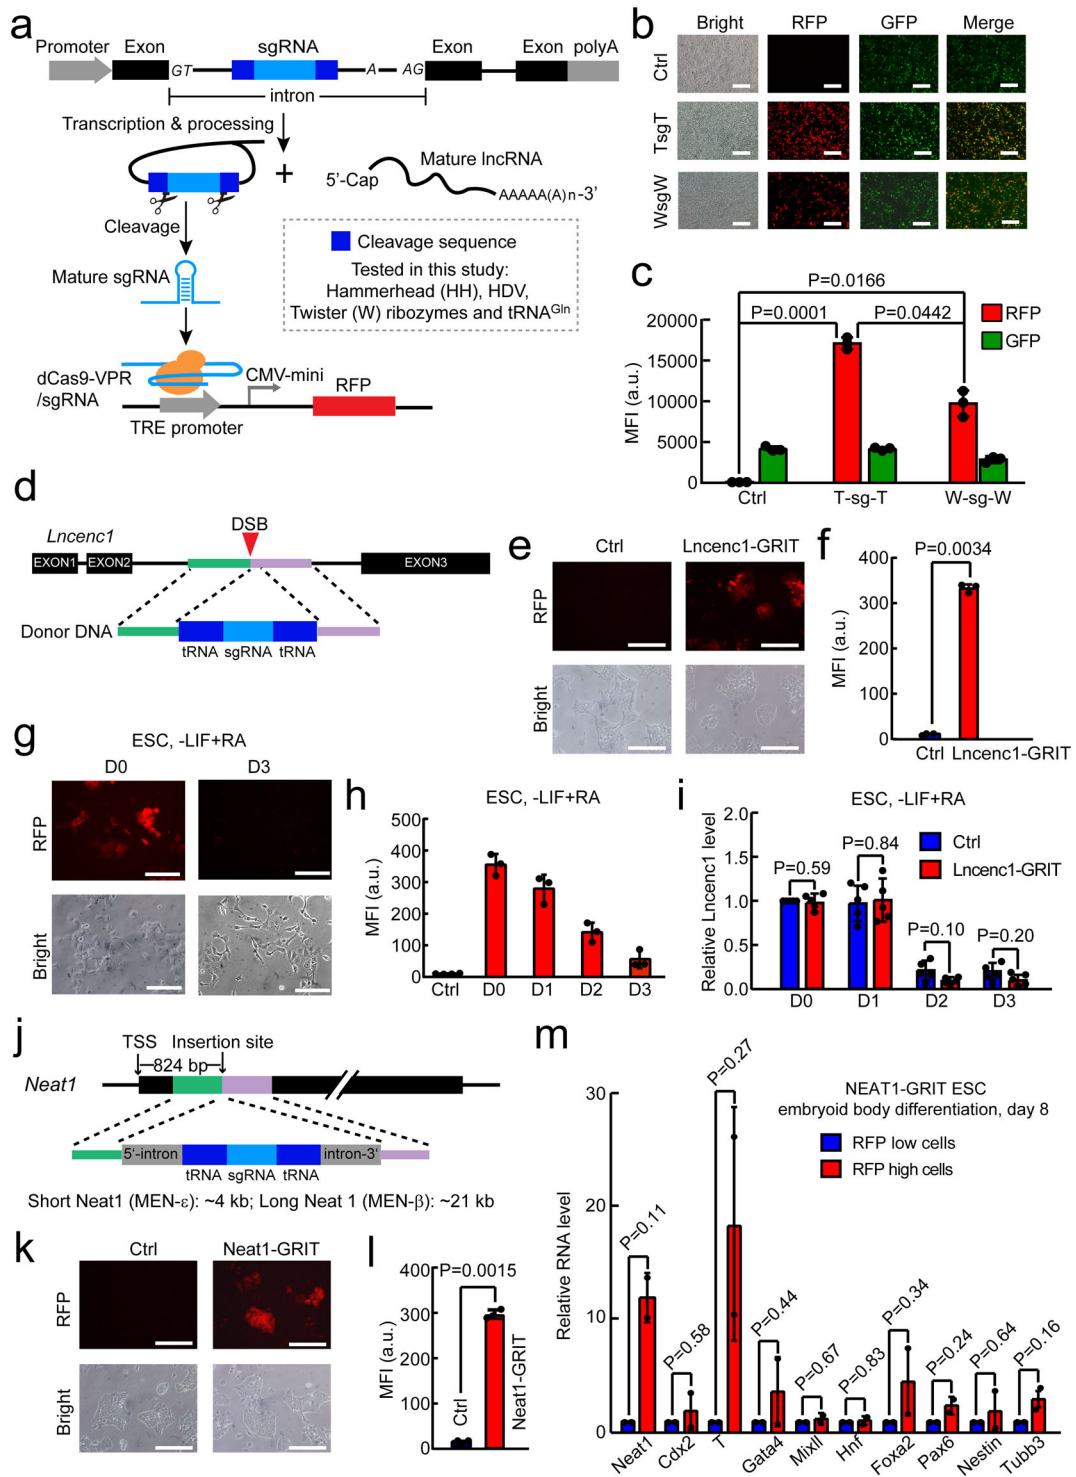 a
Promoter Exon sgRNA Exon Exon polyA
GT A AG
intron
Transcription & processing
+
Mature lncRNA
5'-Cap
AAAAA(A)n-3'
Cleavage
Cleavage sequence
Tested in this study:
Hammerhead (HH), HDV,
Twister (W) ribozymes and tRNAGln
Mature sgRNA
dCas9-VPR
/sgRNA
CMV-mini
RFP
TRE promoter
b
Bright RFP GFP Merge
Ctrl
TsgT
WsgW
c
P=0.0166
P=0.0001 P=0.0442
RFP
GFP
MFI (a.u.)
20000
15000
10000
5000
0
Ctrl T-sg-T W-sg-W
d
DSB
Lncenc1
EXON1 EXON2 EXON3
Donor DNA
tRNA sgRNA tRNA
e
Ctrl Lncenc1-GRIT
RFP
Bright
f
P=0.0034
MFI (a.u.)
400
300
200
100
0
Ctrl Lncenc1-GRIT
g
ESC, -LIF+RA
D0 D3
RFP
Bright
h
ESC, -LIF+RA
MFI (a.u.)
500
400
300
200
100
0
Ctrl D0 D1 D2 D3
i
ESC, -LIF+RA
Relative Lncenc1 level
2.0
1.5
1.0
0.5
0.0
P=0.59
P=0.84
P=0.10
P=0.20
Ctrl
Lncenc1-GRIT
D0 D1 D2 D3
j
TSS Insertion site
824 bp
Neat1
5'-intron intron-3'
tRNA sgRNA tRNA
Short Neat1 (MEN-ε): ~4 kb; Long Neat 1 (MEN-β): ~21 kb
k
Ctrl Neat1-GRIT
RFP
Bright
l
P=0.0015
MFI (a.u.)
400
300
200
100
0
Ctrl
Neat1-GRIT
m
NEAT1-GRIT ESC
embryoid body differentiation, day 8
RFP low cells
RFP high cells
Relative RNA level
30
20
10
0
P=0.11
P=0.58
P=0.27
P=0.44
P=0.67
P=0.83
P=0.34
P=0.24
P=0.64
P=0.16
Neat1 Cdx2 T Gata4 Mixll Hnf Foxa2 Pax6 Nestin Tubb3